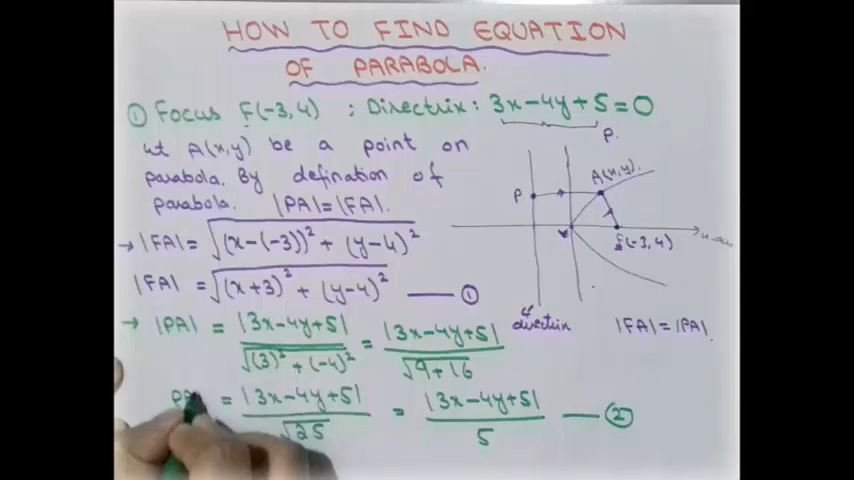 HOW TO FIND EQUATION
OF PARABOLA.
① Focus F(-3,4) ; Directrix: 3x-4y+5=0
P.
let A(x,y) be a point on
parabola. By defination of
parabola. |PA|=|FA|.
→ |FA| = √((x-(-3))² + (y-4)²
|FA| = √((x+3)² + (y-4)² —— ①
→ |PA| = |3x-4y+5| / √((3)² + (-4)²) = |3x-4y+5| / √(9+16)
PA = |3x-4y+5| / √25 = |3x-4y+5| / 5 —— ②
A(x,y).
P
V
F(-3,4)
directrix
|FA|=|PA|.